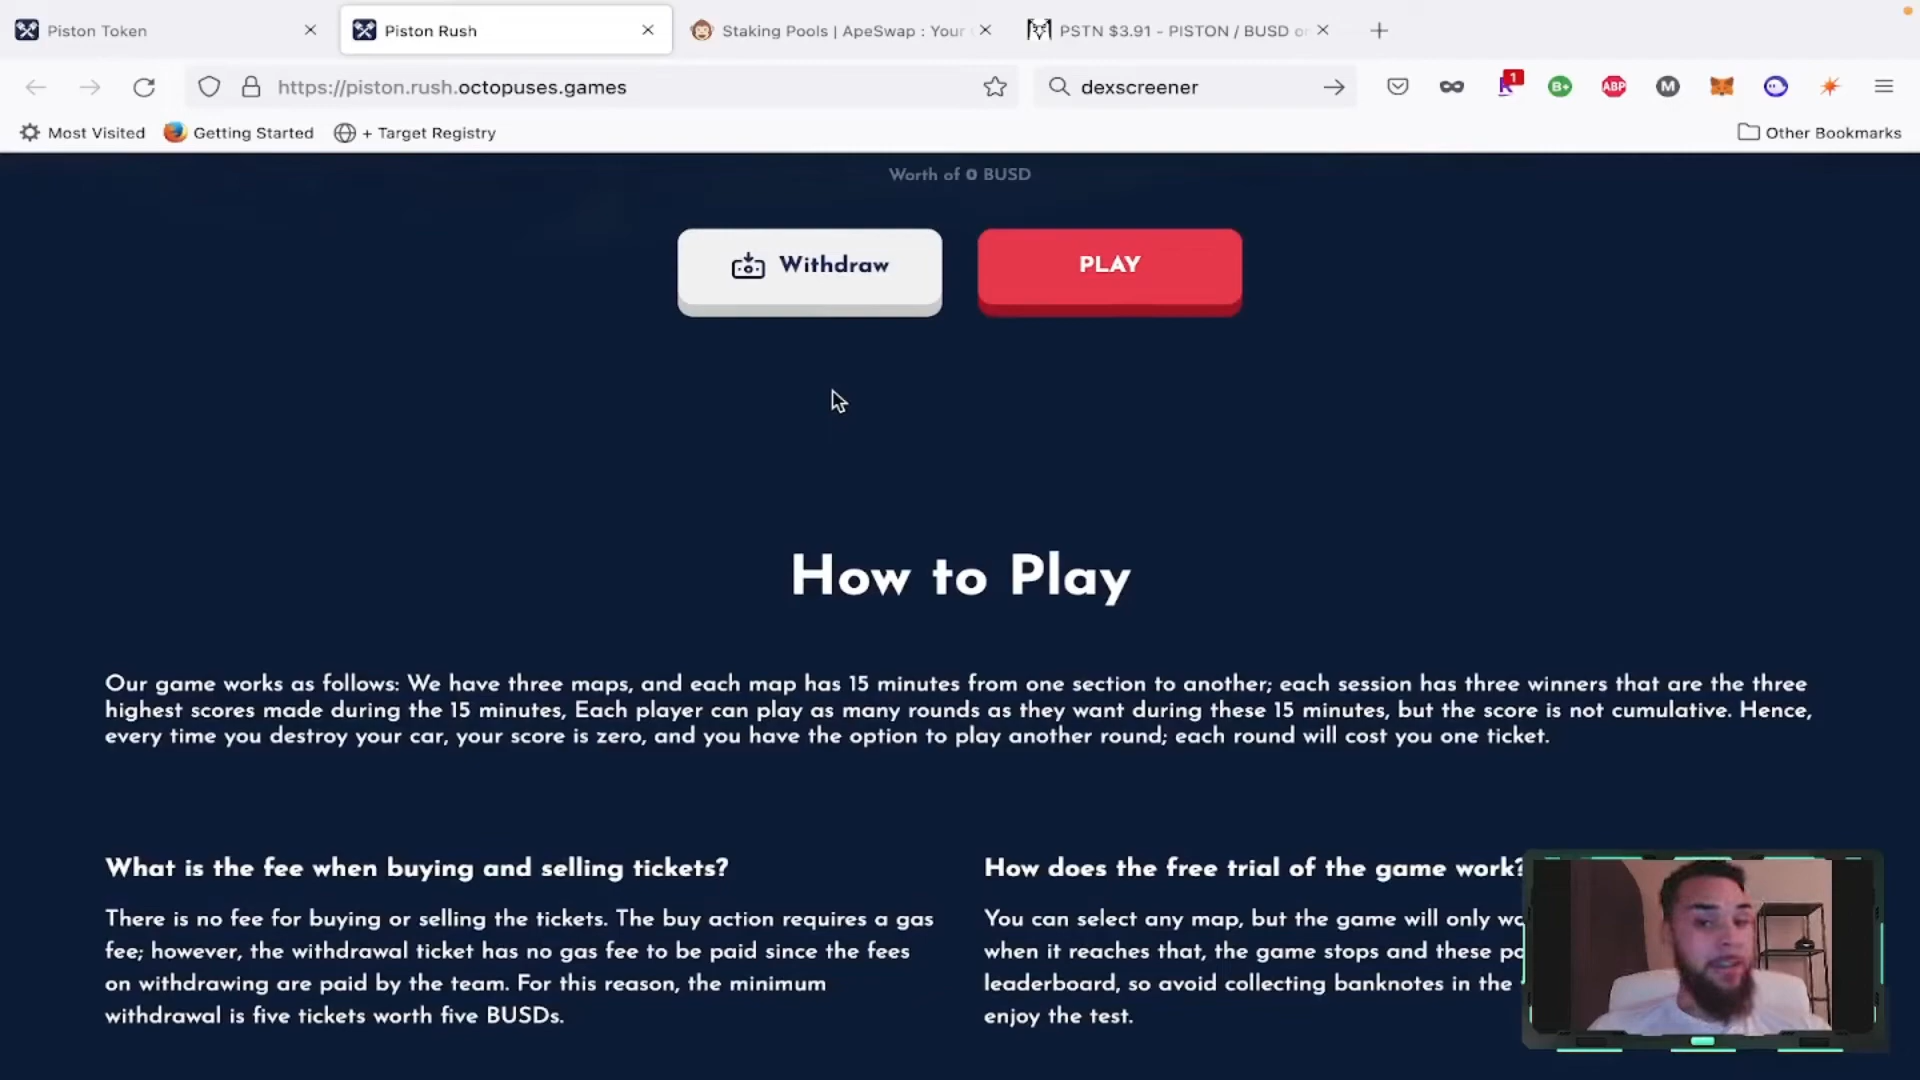 Piston Token
Piston Rush
Staking Pools | ApeSwap : Your
PSTN $3.91 - PISTON / BUSD on
https://piston.rush.octopuses.games
dexscreener
1
B+
ABP
M
Most Visited
Getting Started
+ Target Registry
Other Bookmarks
Worth of 0 BUSD
Withdraw
PLAY
How to Play
Our game works as follows: We have three maps, and each map has 15 minutes from one section to another; each session has three winners that are the three
highest scores made during the 15 minutes, Each player can play as many rounds as they want during these 15 minutes, but the score is not cumulative. Hence,
every time you destroy your car, your score is zero, and you have the option to play another round; each round will cost you one ticket.
What is the fee when buying and selling tickets?
There is no fee for buying or selling the tickets. The buy action requires a gas
fee; however, the withdrawal ticket has no gas fee to be paid since the fees
on withdrawing are paid by the team. For this reason, the minimum
withdrawal is five tickets worth five BUSDs.
How does the free trial of the game work?
You can select any map, but the game will only
when it reaches that, the game stops and these
leaderboard, so avoid collecting banknotes in the
enjoy the test.